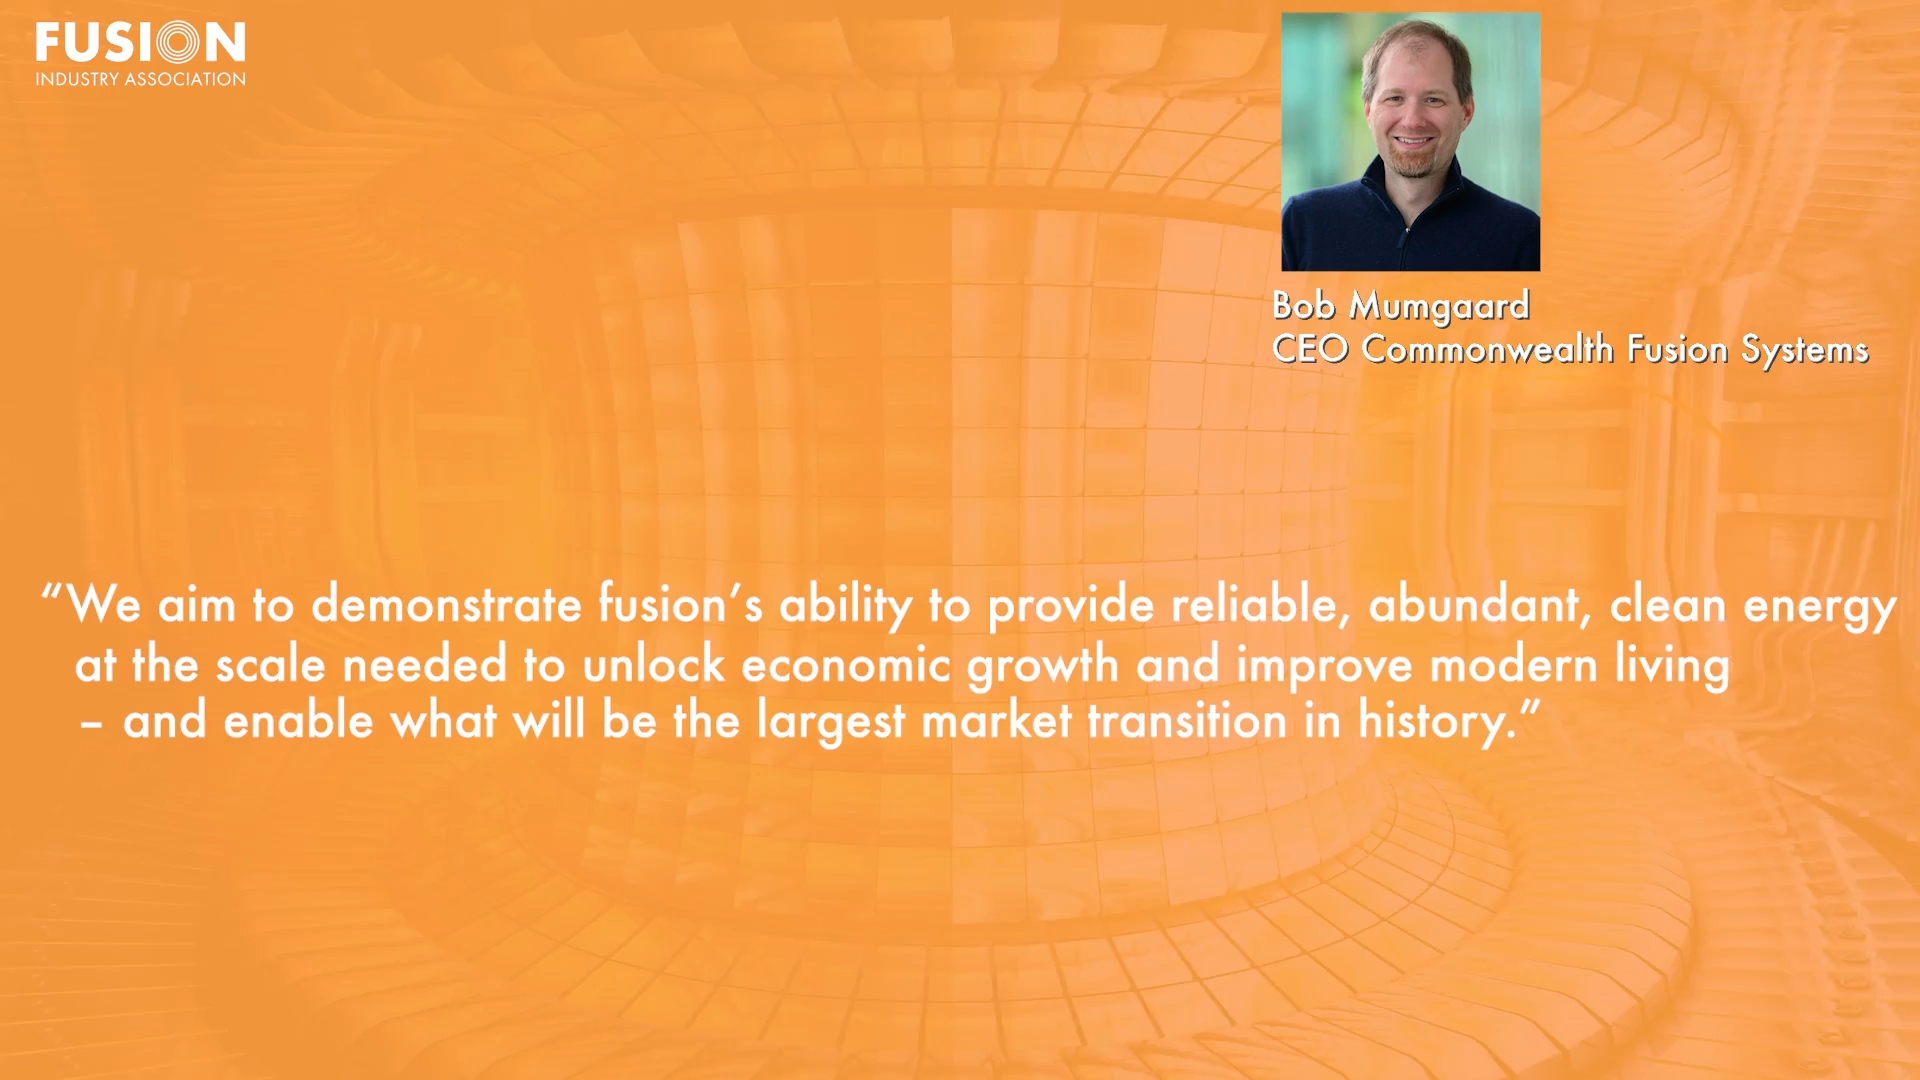 FUSION
INDUSTRY ASSOCIATION
Bob Mumgaard
CEO Commonwealth Fusion Systems
“We aim to demonstrate fusion’s ability to provide reliable, abundant, clean energy
at the scale needed to unlock economic growth and improve modern living
– and enable what will be the largest market transition in history.”